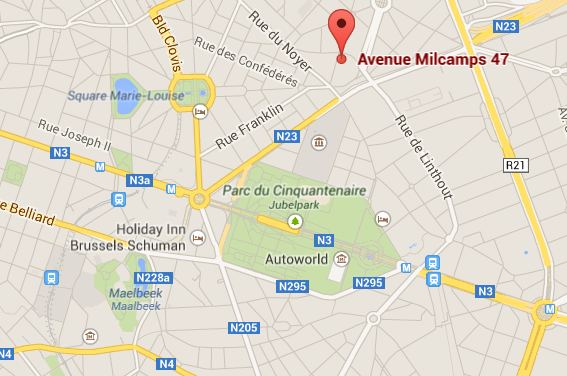 N23
Bld Clovis
Rue du Noyer
Avenue Milcamps 47
Rue des Confédérés
Square Marie-Louise
Rue Franklin
Rue Joseph II
N23
Rue de Linthout
N3
M
N3a
M
R21
Parc du Cinquantenaire
Jubelpark
e Belliard
Holiday Inn
Brussels Schuman
N3
Autoworld
M
N228a
N295
N295
N3
Maelbeek
Maalbeek
M
N205
N4
N4